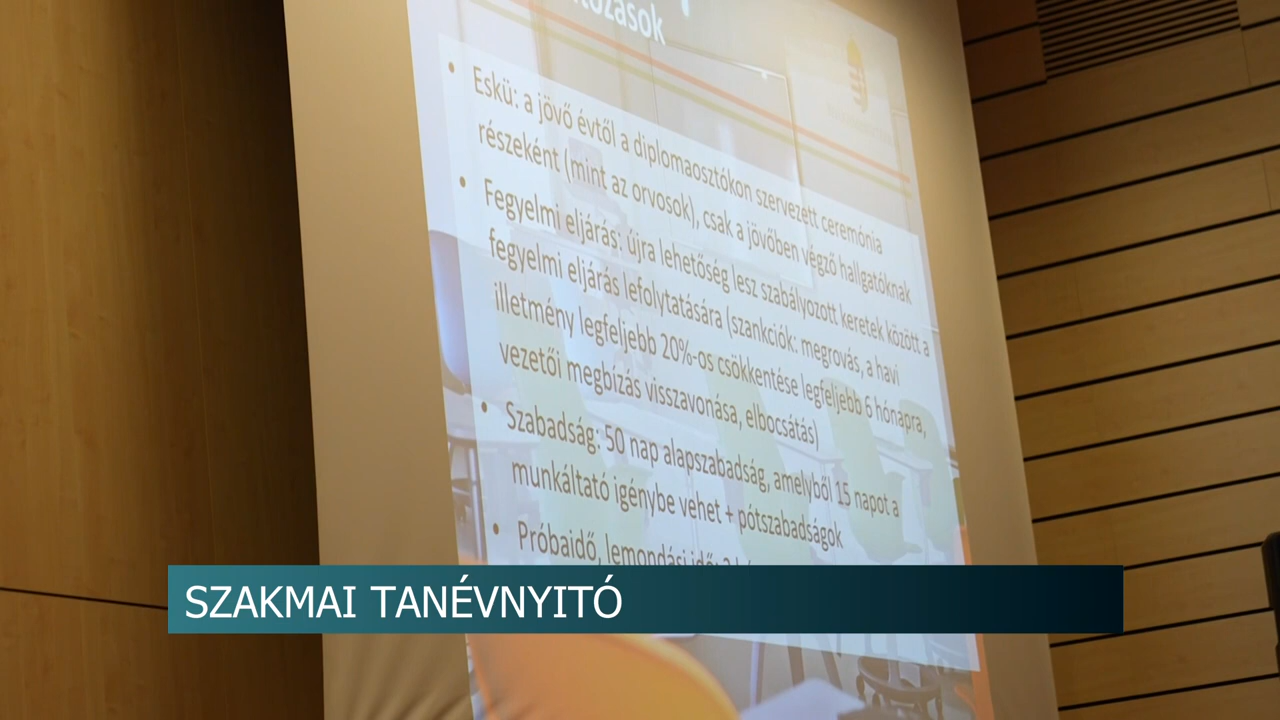 • Eskü: a jövő évtől a diplomaosztókon szervezett ceremónia
részeként (mint az orvosok), csak a jövőben végző hallgatóknak
• Fegyelmi eljárás: újra lehetőség lesz szabályozott keretek között a
fegyelmi eljárás lefolytatására (szankciók: megrovás, a havi
illetmény legfeljebb 20%-os csökkentése legfeljebb 6 hónapra,
vezetői megbízás visszavonása, elbocsátás)
• Szabadság: 50 nap alapszabadság, amelyből 15 napot a
munkáltató igénybe vehet + pótszabadságok
• Próbaidő, lemondási idő:
SZAKMAI TANÉVNYITÓ